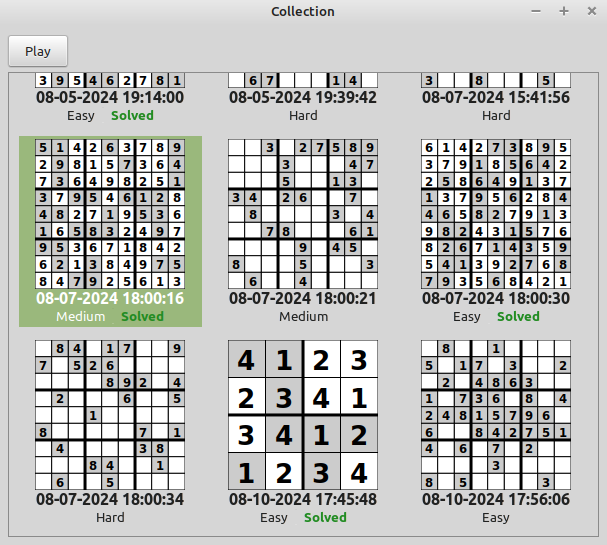 Collection
Play
3 9 5 4 6 2 7 8 1
08-05-2024 19:14:00
Easy Solved
6 7 1 4
08-05-2024 19:39:42
Hard
3 8 5
08-07-2024 15:41:56
Hard
5 1 4 2 6 3 7 8 9
2 9 8 1 5 7 3 6 4
7 3 6 4 9 8 2 5 1
3 7 9 5 4 6 1 2 8
4 8 2 7 1 9 5 3 6
1 6 5 8 3 2 4 9 7
9 5 3 6 7 1 8 4 2
6 2 1 3 8 4 9 7 5
8 4 7 9 2 5 6 1 3
08-07-2024 18:00:16
Medium Solved
3 2 7 5 8 9
3 4 7
5 1 3
3 4 2 6 7
8 3 4
7 8 6 1
9 4 5
8 5 3
6 4
08-07-2024 18:00:21
Medium
6 1 4 2 7 3 8 9 5
3 7 9 1 8 5 6 4 2
2 5 8 6 4 9 1 3 7
1 3 7 9 5 6 2 8 4
4 6 5 8 2 7 9 1 3
9 8 2 4 3 1 5 7 6
8 2 6 7 1 4 3 5 9
5 4 1 3 9 2 7 6 8
7 9 3 5 6 8 4 2 1
08-07-2024 18:00:30
Easy Solved
8 4 1 7 9
7 5 2 6
8 9 2 4
2 6 5
1
8 7 1
4 3 8
8 4 1
6 5
08-07-2024 18:00:34
Hard
4 1 2 3
2 3 4 1
3 4 1 2
1 2 3 4
08-10-2024 17:45:48
Easy Solved
8 1
5 1 7 3 2
2 4 8 6 3
1 7 3 6 8 4
2 4 8 1 5 7 9 6
6 8 4 2 7 5 1
4 6 7 2
3
8 5 3
08-10-2024 17:56:06
Easy